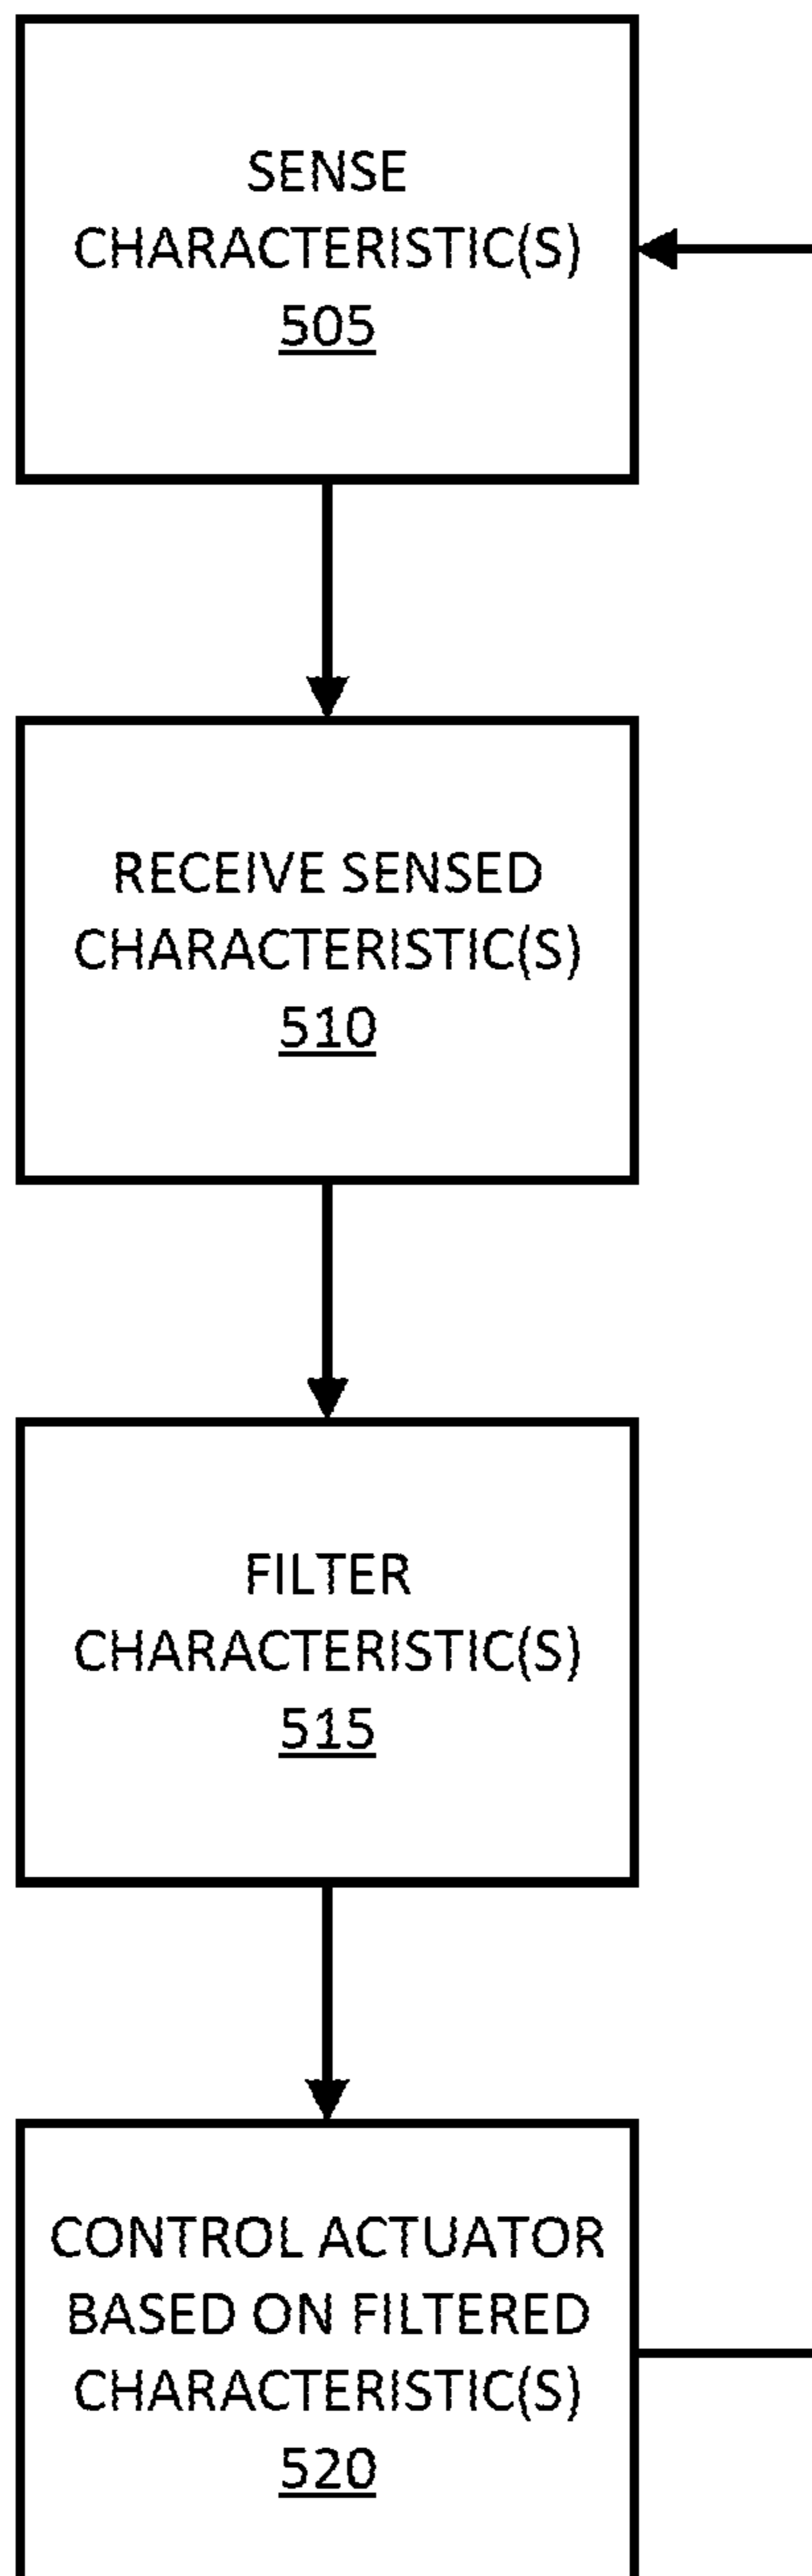 SENSE
CHARACTERISTIC(S)
505
RECEIVE SENSED
CHARACTERISTIC(S)
510
FILTER
CHARACTERISTIC(S)
515
CONTROL ACTUATOR
BASED ON FILTERED
CHARACTERISTIC(S)
520